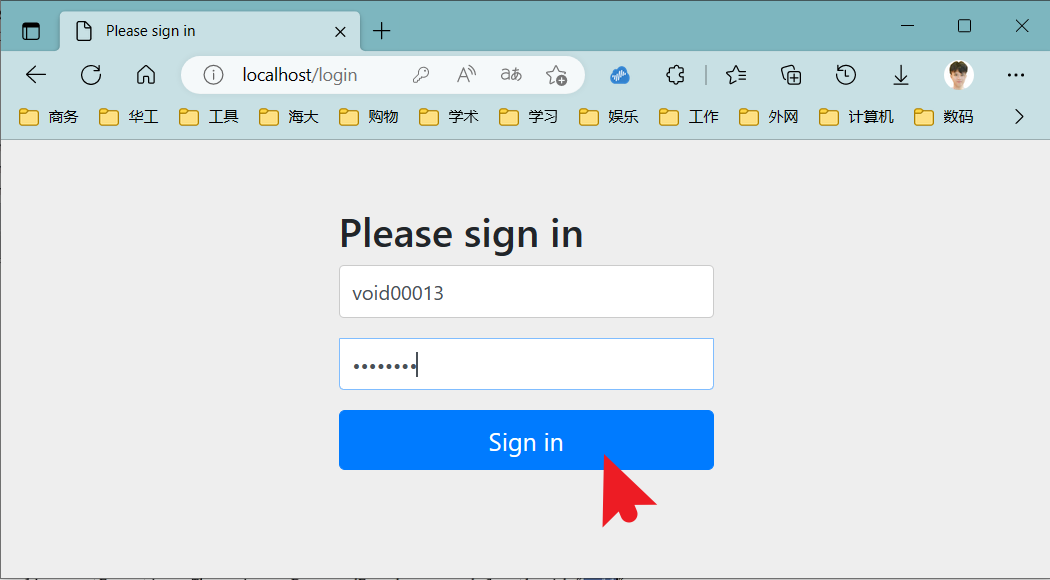 Please sign in
localhost/login
商务 华工 工具 海大 购物 学术 学习 娱乐 工作 外网 计算机 数码
Please sign in
void00013
••••••••
Sign in